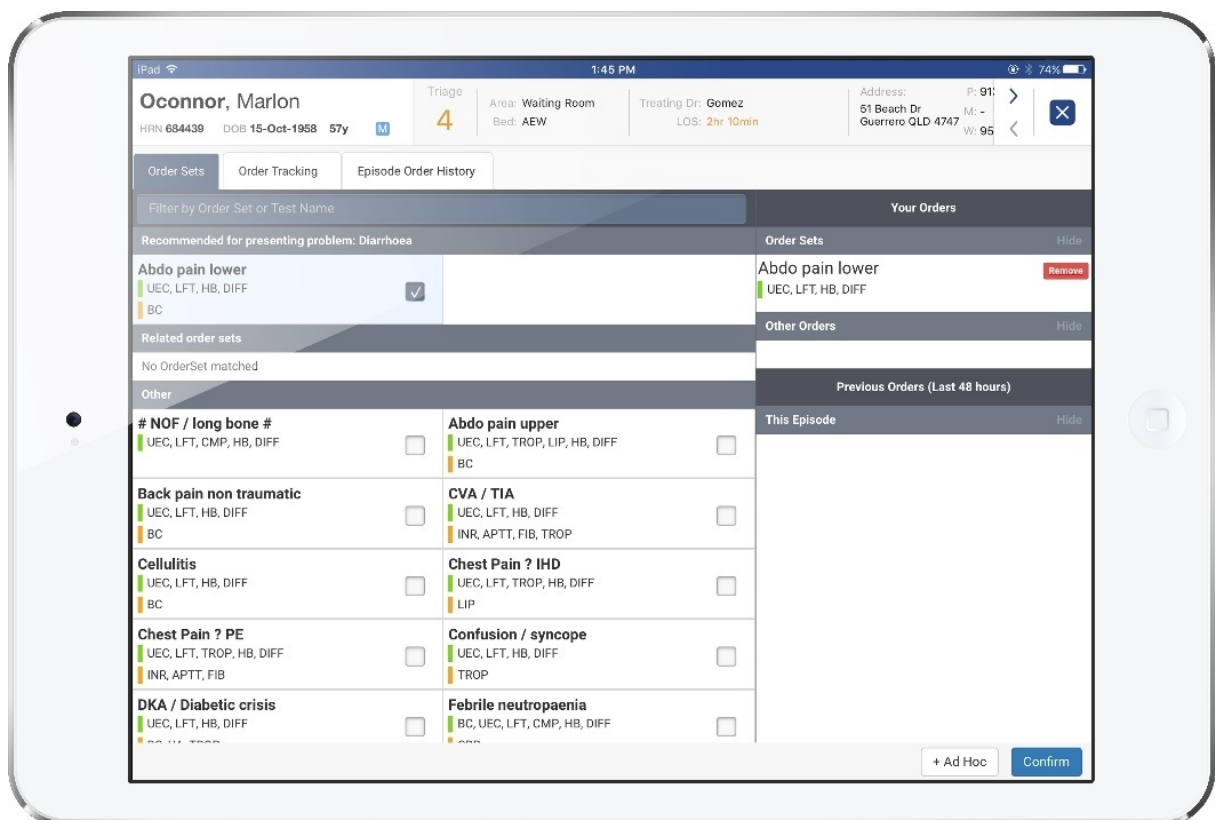 iPad
1:45 PM
74%
Oconnor, Marlon
HRN 684439 DOB 15-Oct-1958 57y M
Triage
4
Area: Waiting Room
Bed: AEW
Treating Dr: Gomez
LOS: 2hr 10min
Address:
61 Beach Dr
Guerrero QLD 4747
P: 91
M: -
W: 95
Order Sets
Order Tracking
Episode Order History
Filter by Order Set or Test Name
Recommended for presenting problem: Diarrhoea
Abdo pain lower
UEC, LFT, HB, DIFF
BC
Related order sets
No OrderSet matched
Other
# NOF / long bone #
UEC, LFT, CMP, HB, DIFF
Abdo pain upper
UEC, LFT, TROP, LIP, HB, DIFF
BC
Back pain non traumatic
UEC, LFT, HB, DIFF
BC
CVA / TIA
UEC, LFT, HB, DIFF
INR, APTT, FIB, TROP
Cellulitis
UEC, LFT, HB, DIFF
BC
Chest Pain ? IHD
UEC, LFT, TROP, HB, DIFF
LIP
Chest Pain ? PE
UEC, LFT, TROP, HB, DIFF
INR, APTT, FIB
Confusion / syncope
UEC, LFT, HB, DIFF
TROP
DKA / Diabetic crisis
UEC, LFT, HB, DIFF
Febrile neutropaenia
BC, UEC, LFT, CMP, HB, DIFF
Your Orders
Order Sets Hide
Abdo pain lower
Remove
UEC, LFT, HB, DIFF
Other Orders Hide
Previous Orders (Last 48 hours)
This Episode Hide
+ Ad Hoc
Confirm